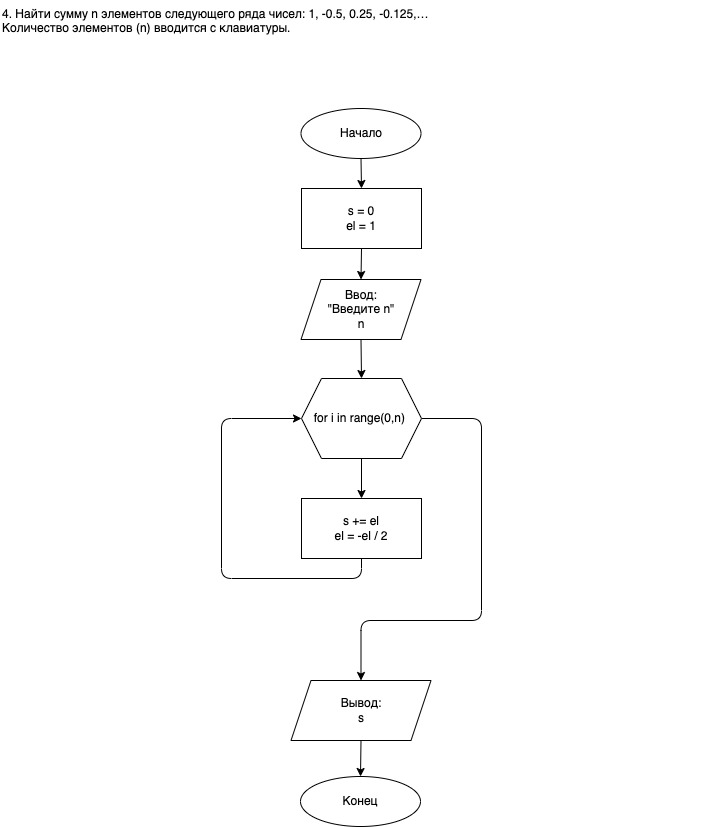 4. Найти сумму n элементов следующего ряда чисел: 1, -0.5, 0.25, -0.125,...
Количество элементов (n) вводится с клавиатуры.
Начало
s = 0
el = 1
Ввод:
"Введите n"
n
for i in range(0,n)
s += el
el = -el / 2
Вывод:
s
Конец